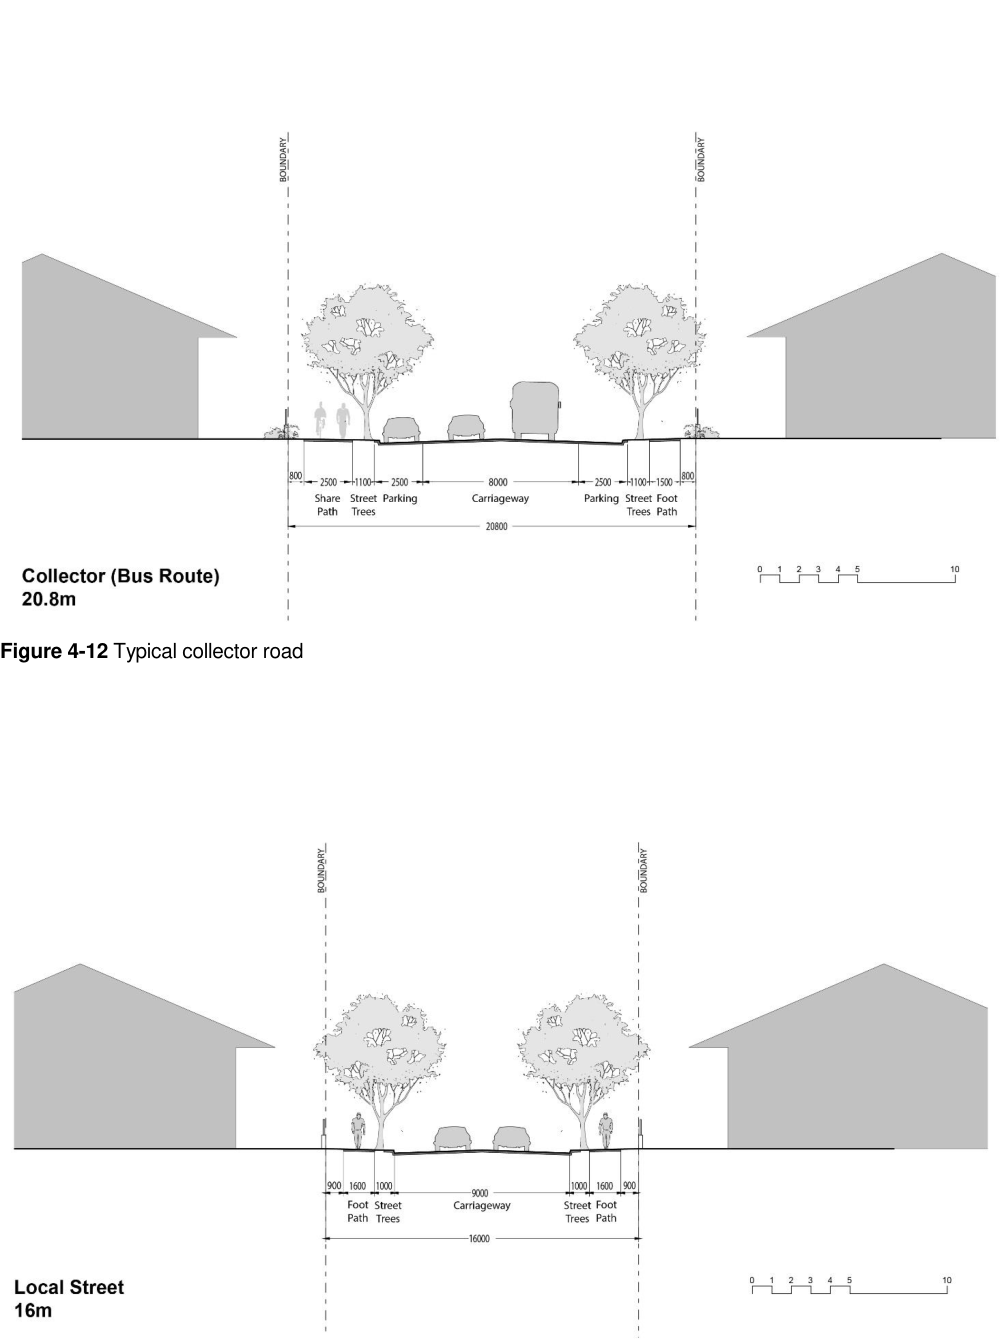 BOUNDARY
BOUNDARY
800 2500 1100 2500 8000 2500 1100 1500 800
Share Street Parking Carriageway Parking Street Foot
Path Trees Trees Path
20800
Collector (Bus Route)
20.8m
0 1 2 3 4 5 10
Figure 4-12 Typical collector road
BOUNDARY
BOUNDARY
900 1600 1000 9000 1000 1600 900
Foot Street Carriageway Street Foot
Path Trees Trees Path
16000
Local Street
16m
0 1 2 3 4 5 10